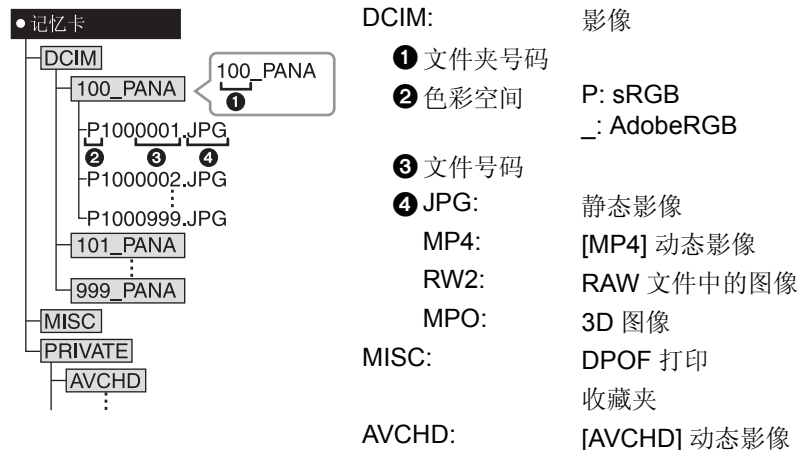 ●记忆卡
DCIM
100_PANA
100_PANA
❶
P1000001.JPG
❷ ❸ ❹
P1000002.JPG
P1000999.JPG
101_PANA
999_PANA
MISC
PRIVATE
AVCHD
DCIM: 影像
❶ 文件夹号码
❷ 色彩空间 P: sRGB
_: AdobeRGB
❸ 文件号码
❹ JPG: 静态影像
MP4: [MP4] 动态影像
RW2: RAW 文件中的图像
MPO: 3D 图像
MISC: DPOF 打印
收藏夹
AVCHD: [AVCHD] 动态影像